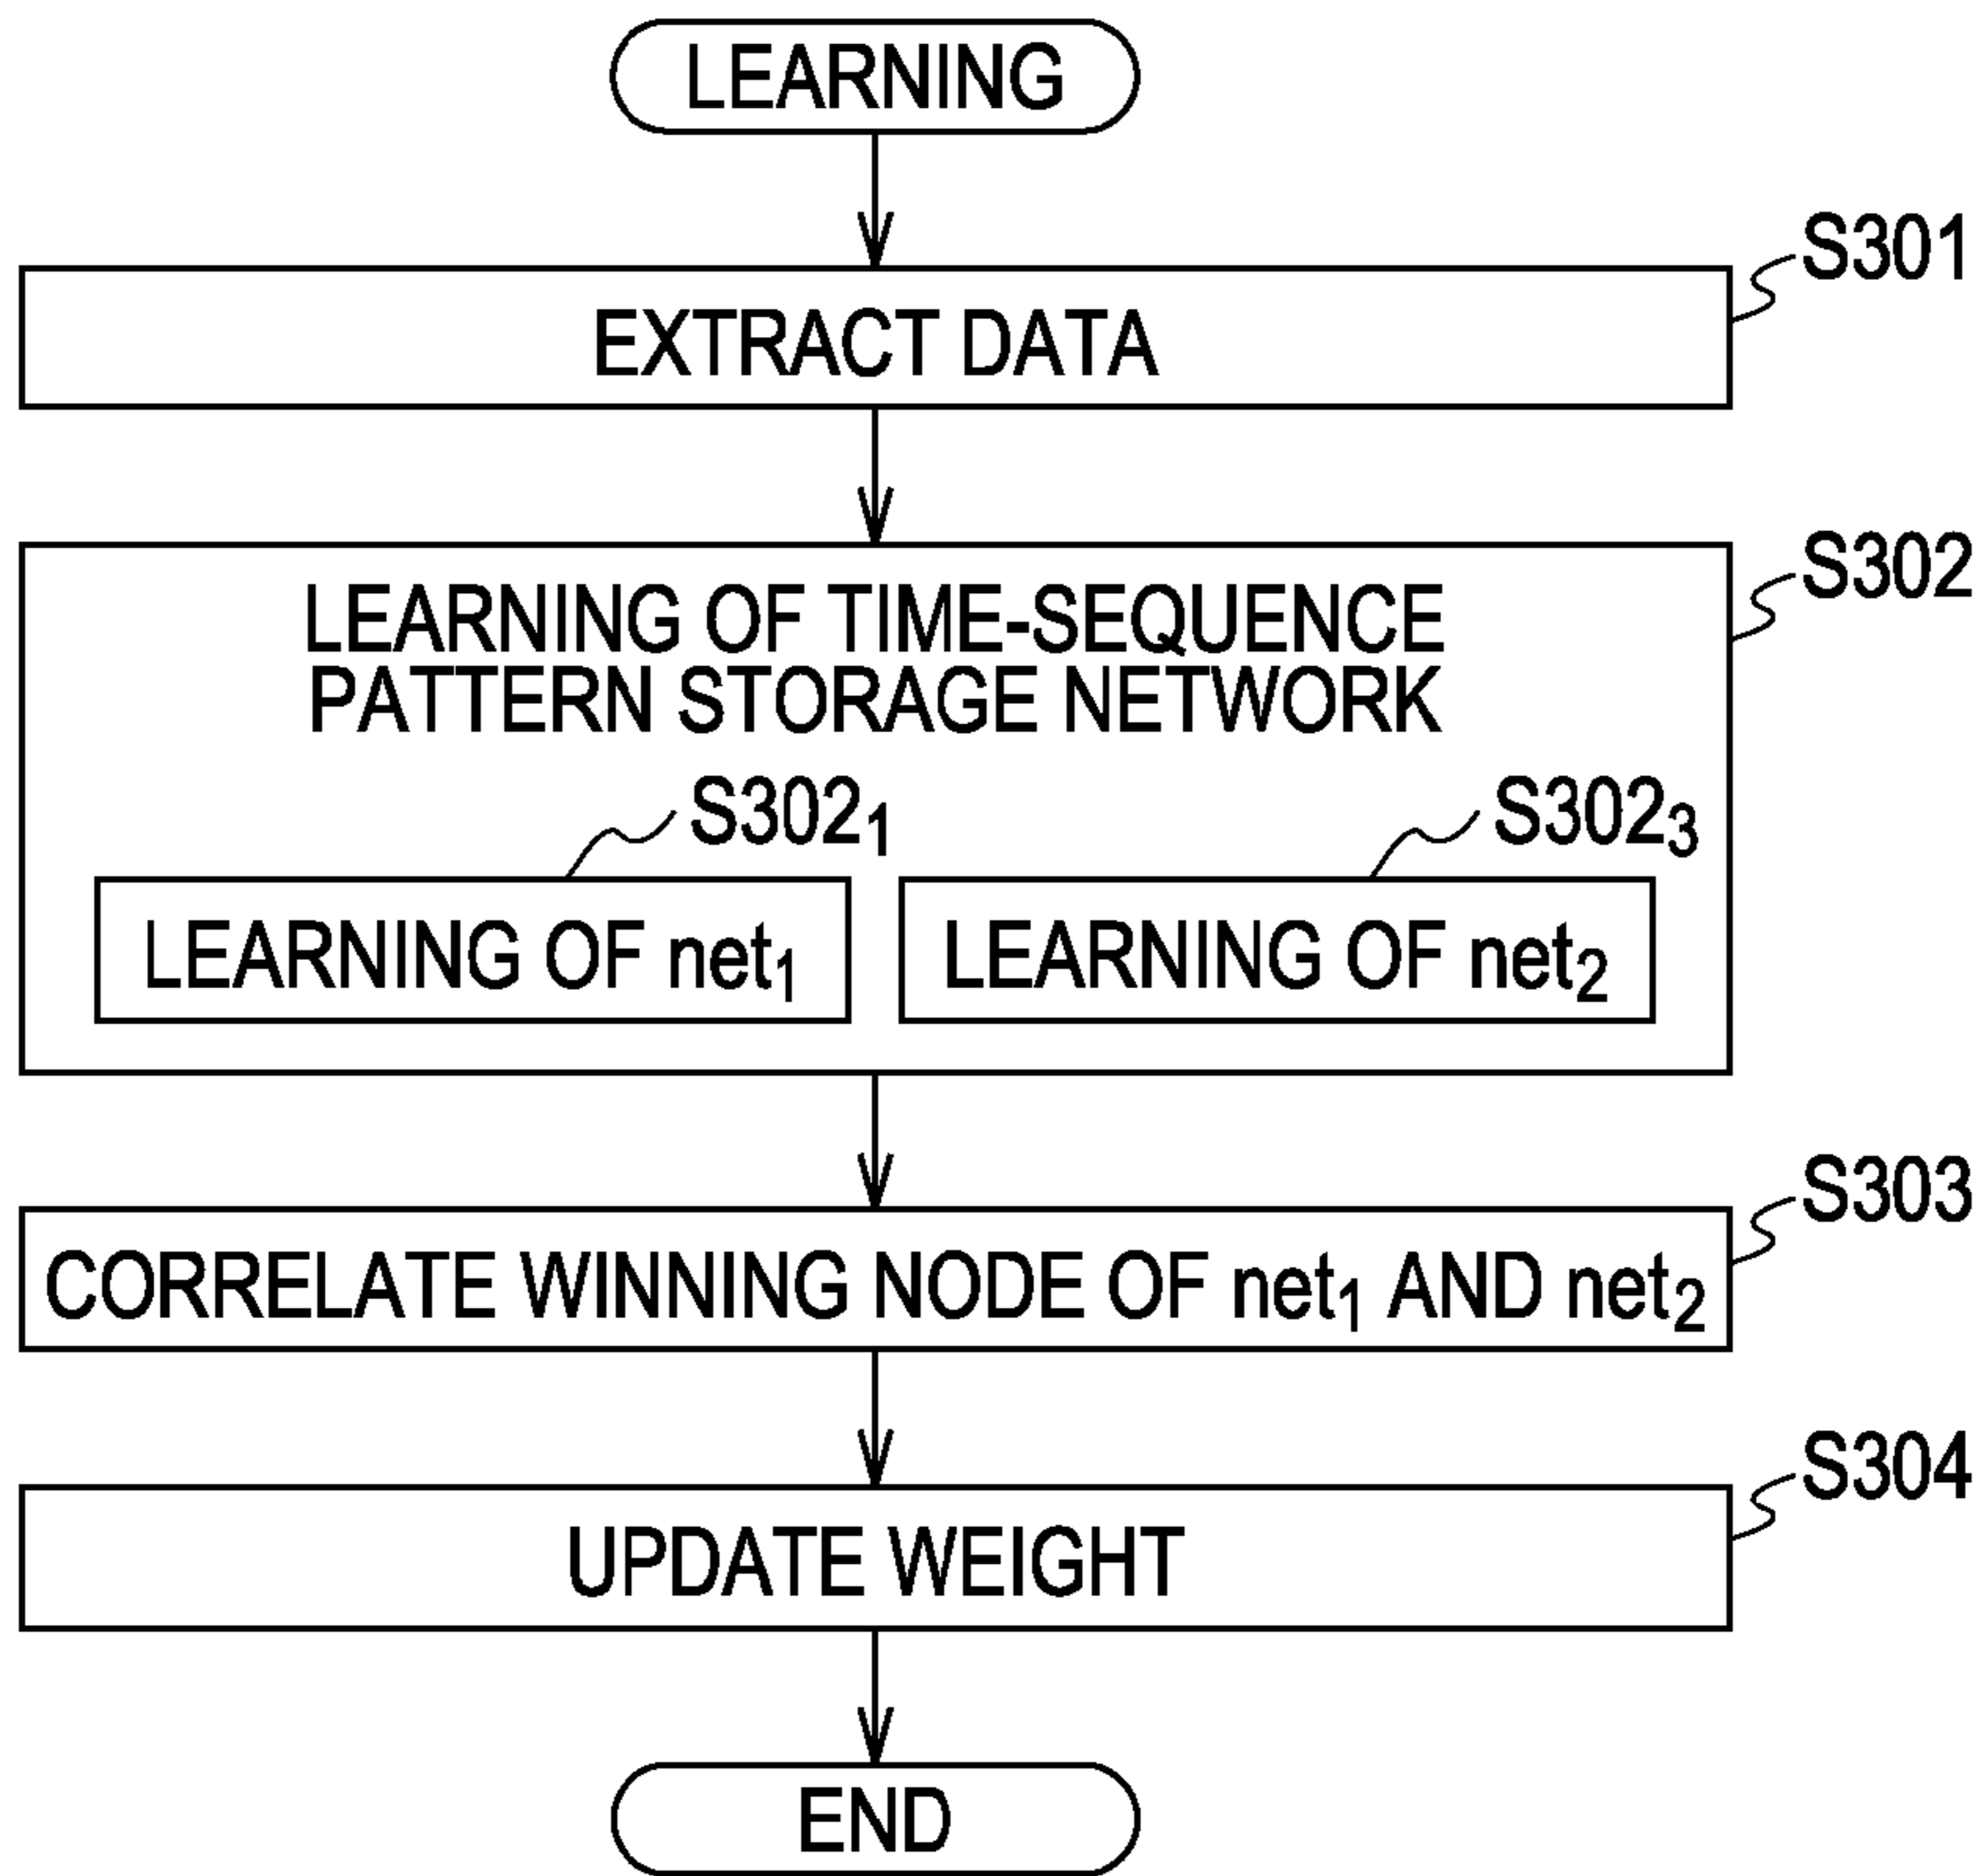 LEARNING
S301
EXTRACT DATA
S302
LEARNING OF TIME-SEQUENCE
PATTERN STORAGE NETWORK
S302₁
S302₃
LEARNING OF net₁
LEARNING OF net₂
S303
CORRELATE WINNING NODE OF net₁ AND net₂
S304
UPDATE WEIGHT
END